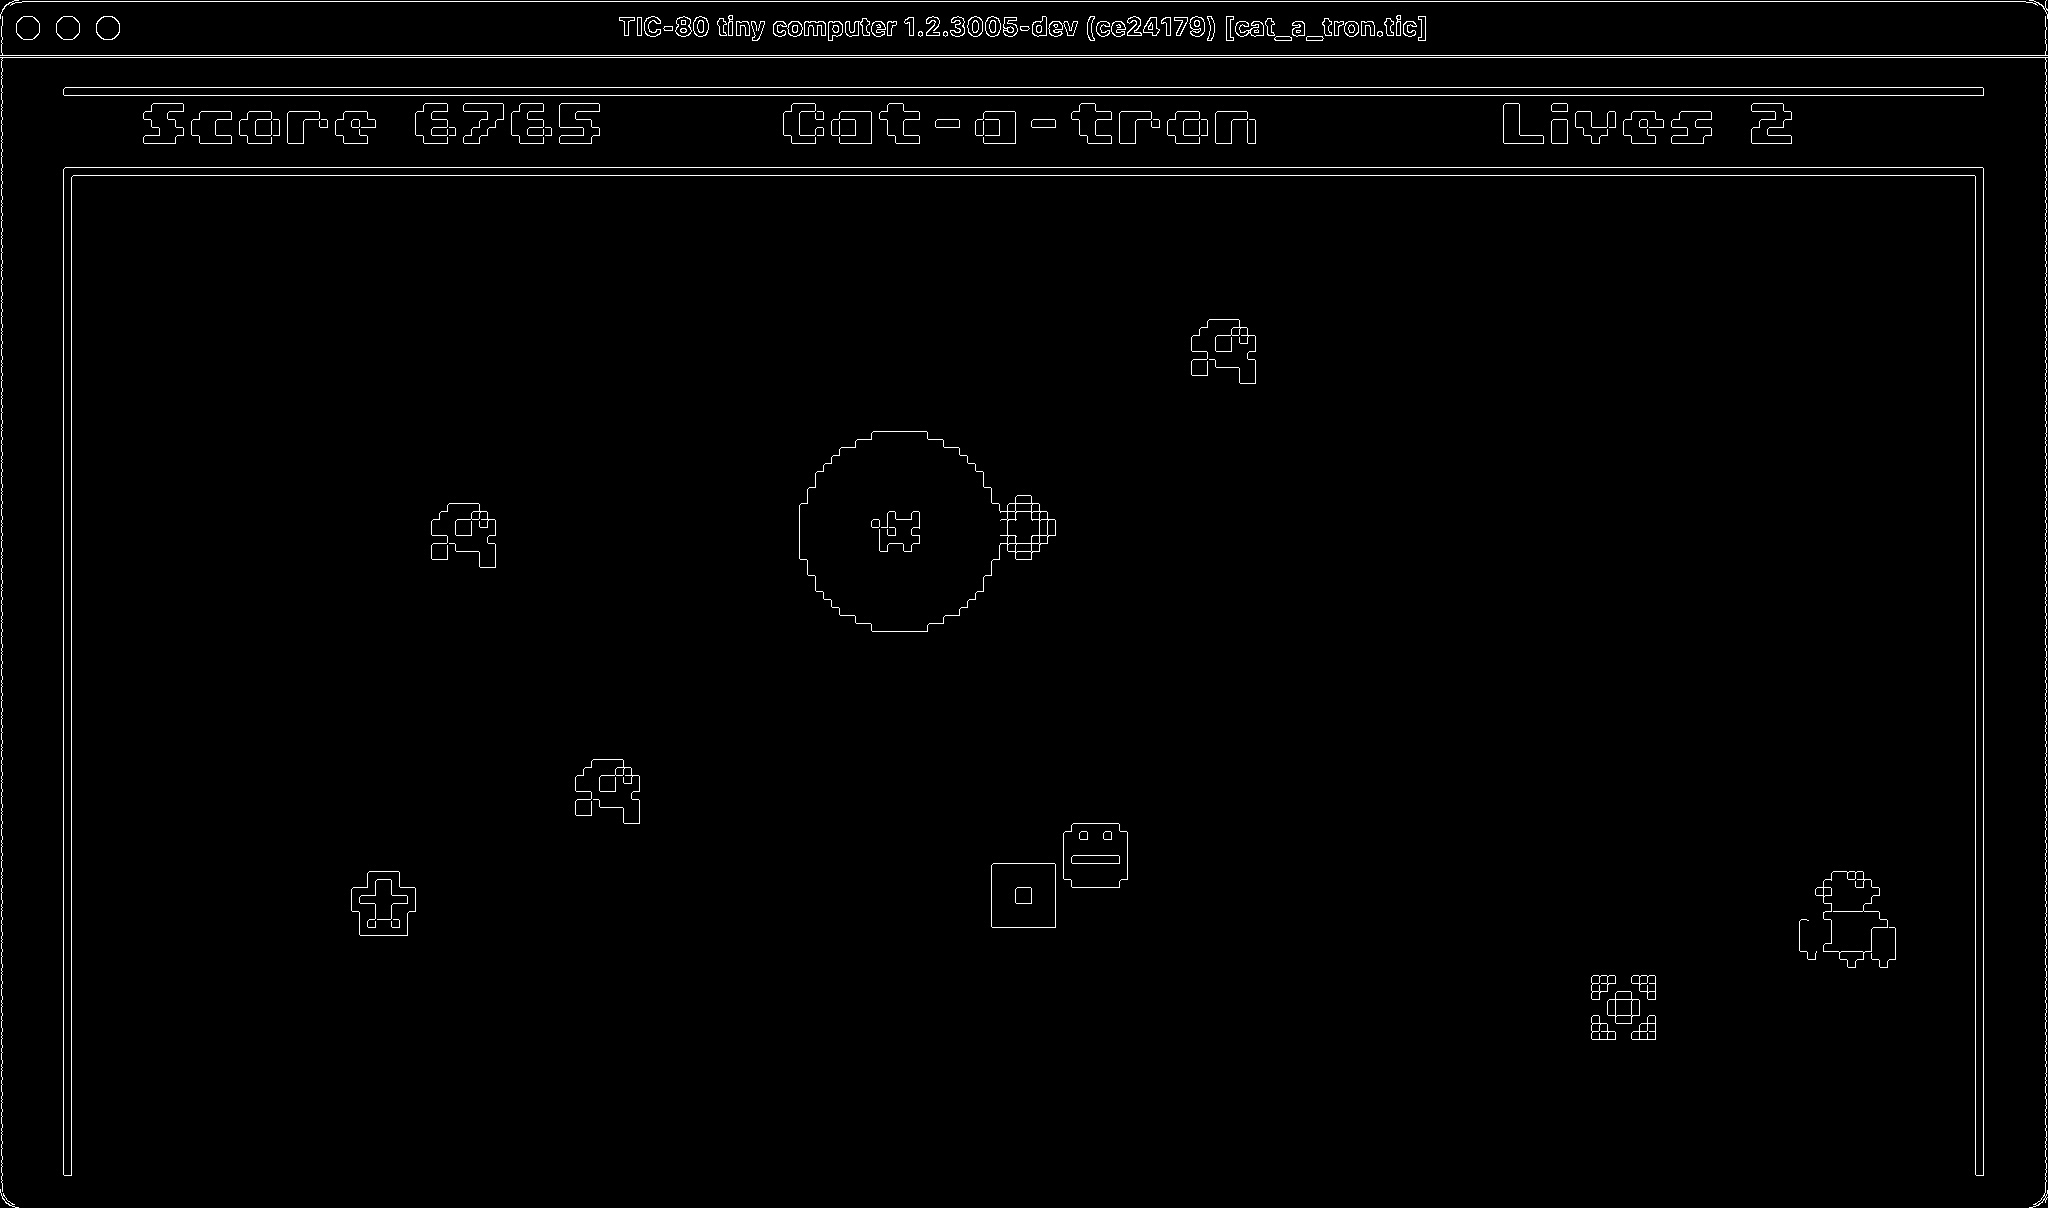 TIC-80 tiny computer 1.2.3005-dev (ce24179) [cat_a_tron.tic]
Score 6765 Cat-a-tron Lives 2